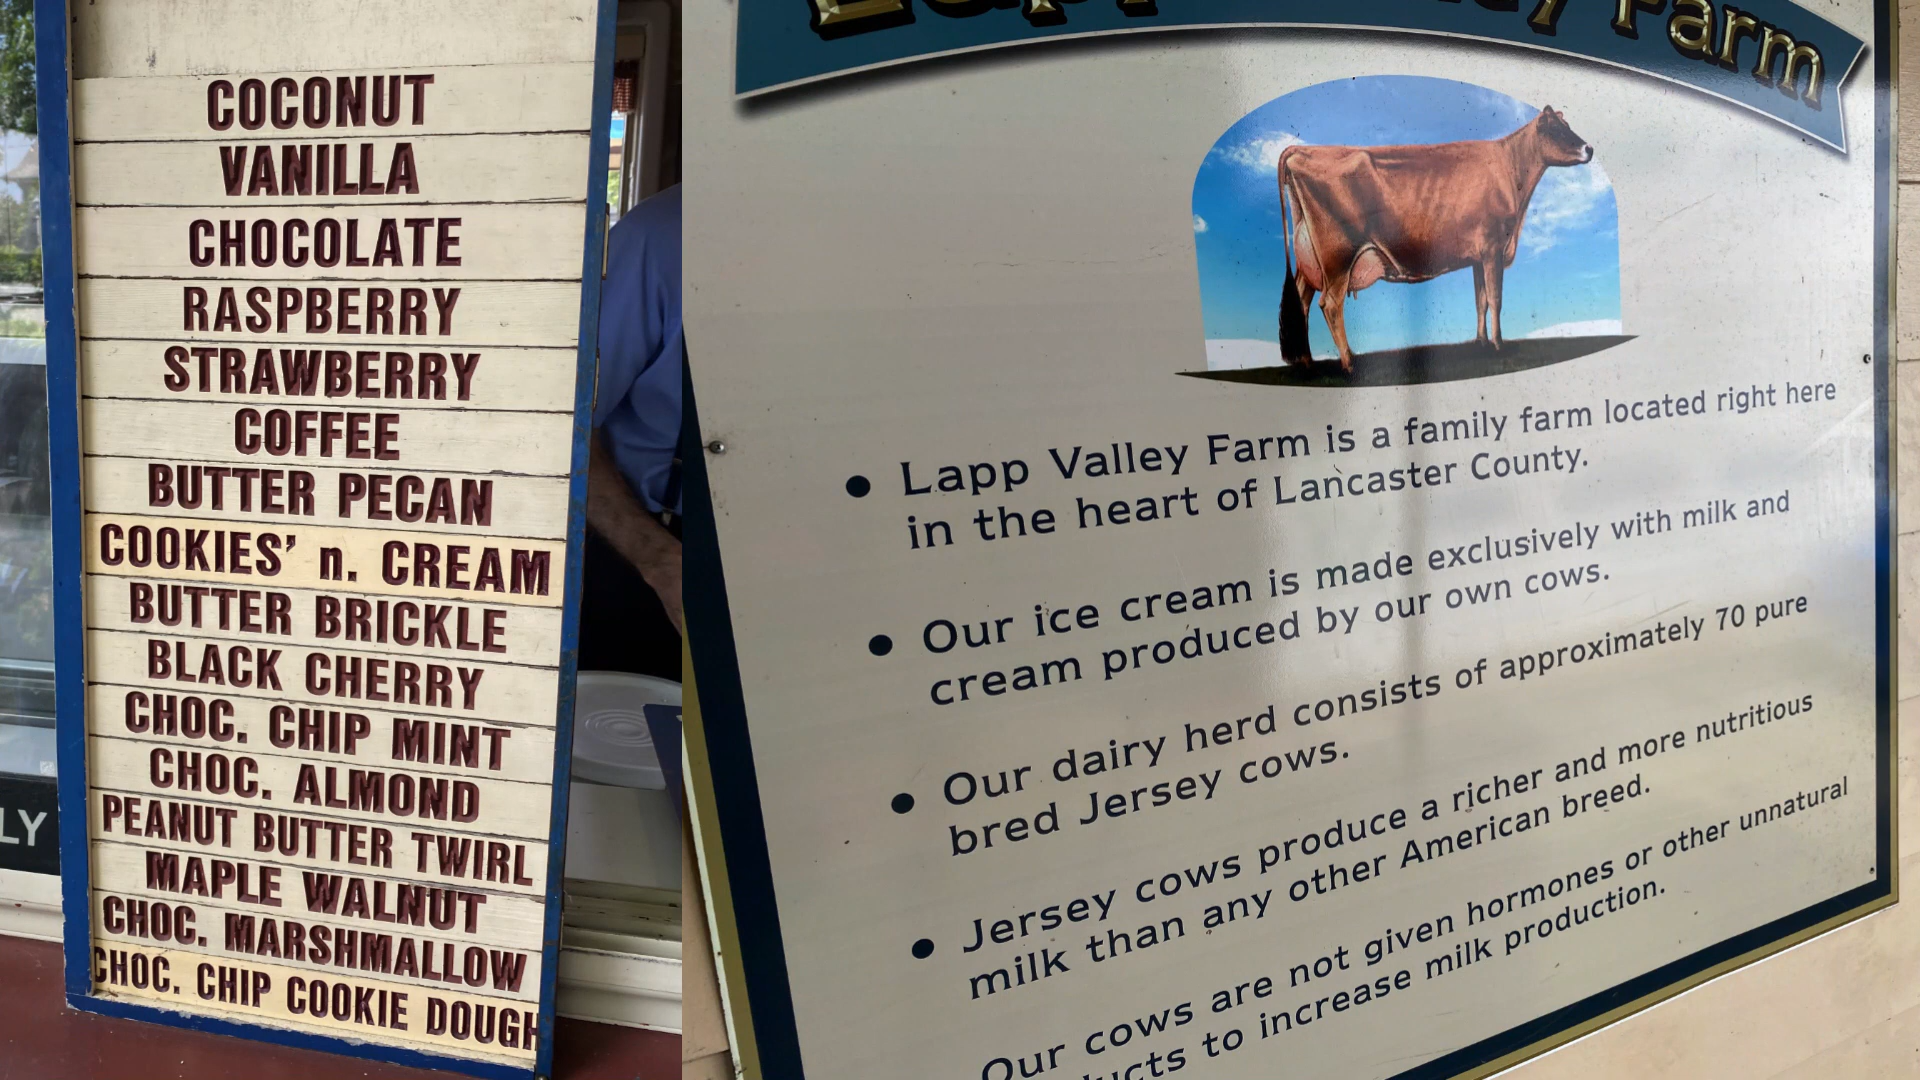 COCONUT
VANILLA
CHOCOLATE
RASPBERRY
STRAWBERRY
COFFEE
BUTTER PECAN
COOKIES' n. CREAM
BUTTER BRICKLE
BLACK CHERRY
CHOC. CHIP MINT
CHOC. ALMOND
PEANUT BUTTER TWIRL
MAPLE WALNUT
CHOC. MARSHMALLOW
CHOC. CHIP COOKIE DOUGH
LY
Farm
• Lapp Valley Farm is a family farm located right here
in the heart of Lancaster County.
• Our ice cream is made exclusively with milk and
cream produced by our own cows.
• Our dairy herd consists of approximately 70 pure
bred Jersey cows.
• Jersey cows produce a richer and more nutritious
milk than any other American breed.
Our cows are not given hormones or other unnatural
ucts to increase milk production.